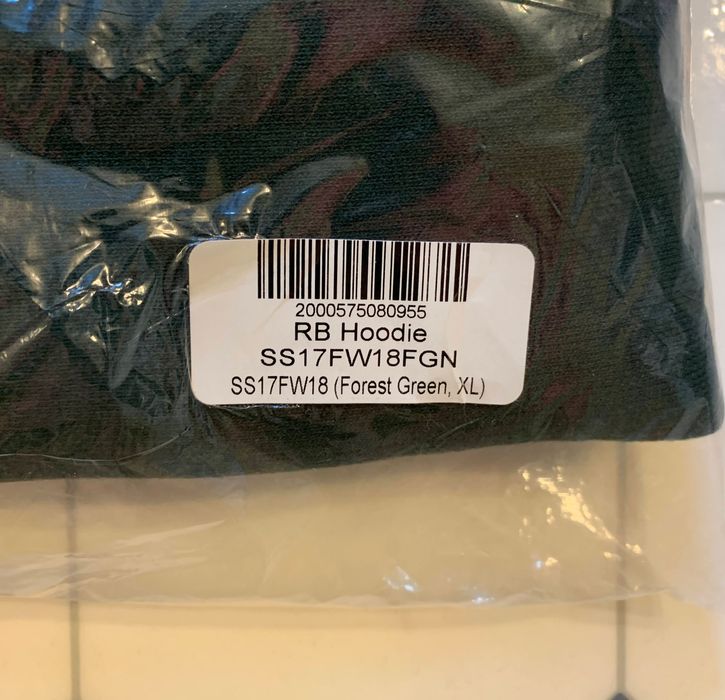 2000575080955
RB Hoodie
SS17FW18FGN
SS17FW18 (Forest Green, XL)